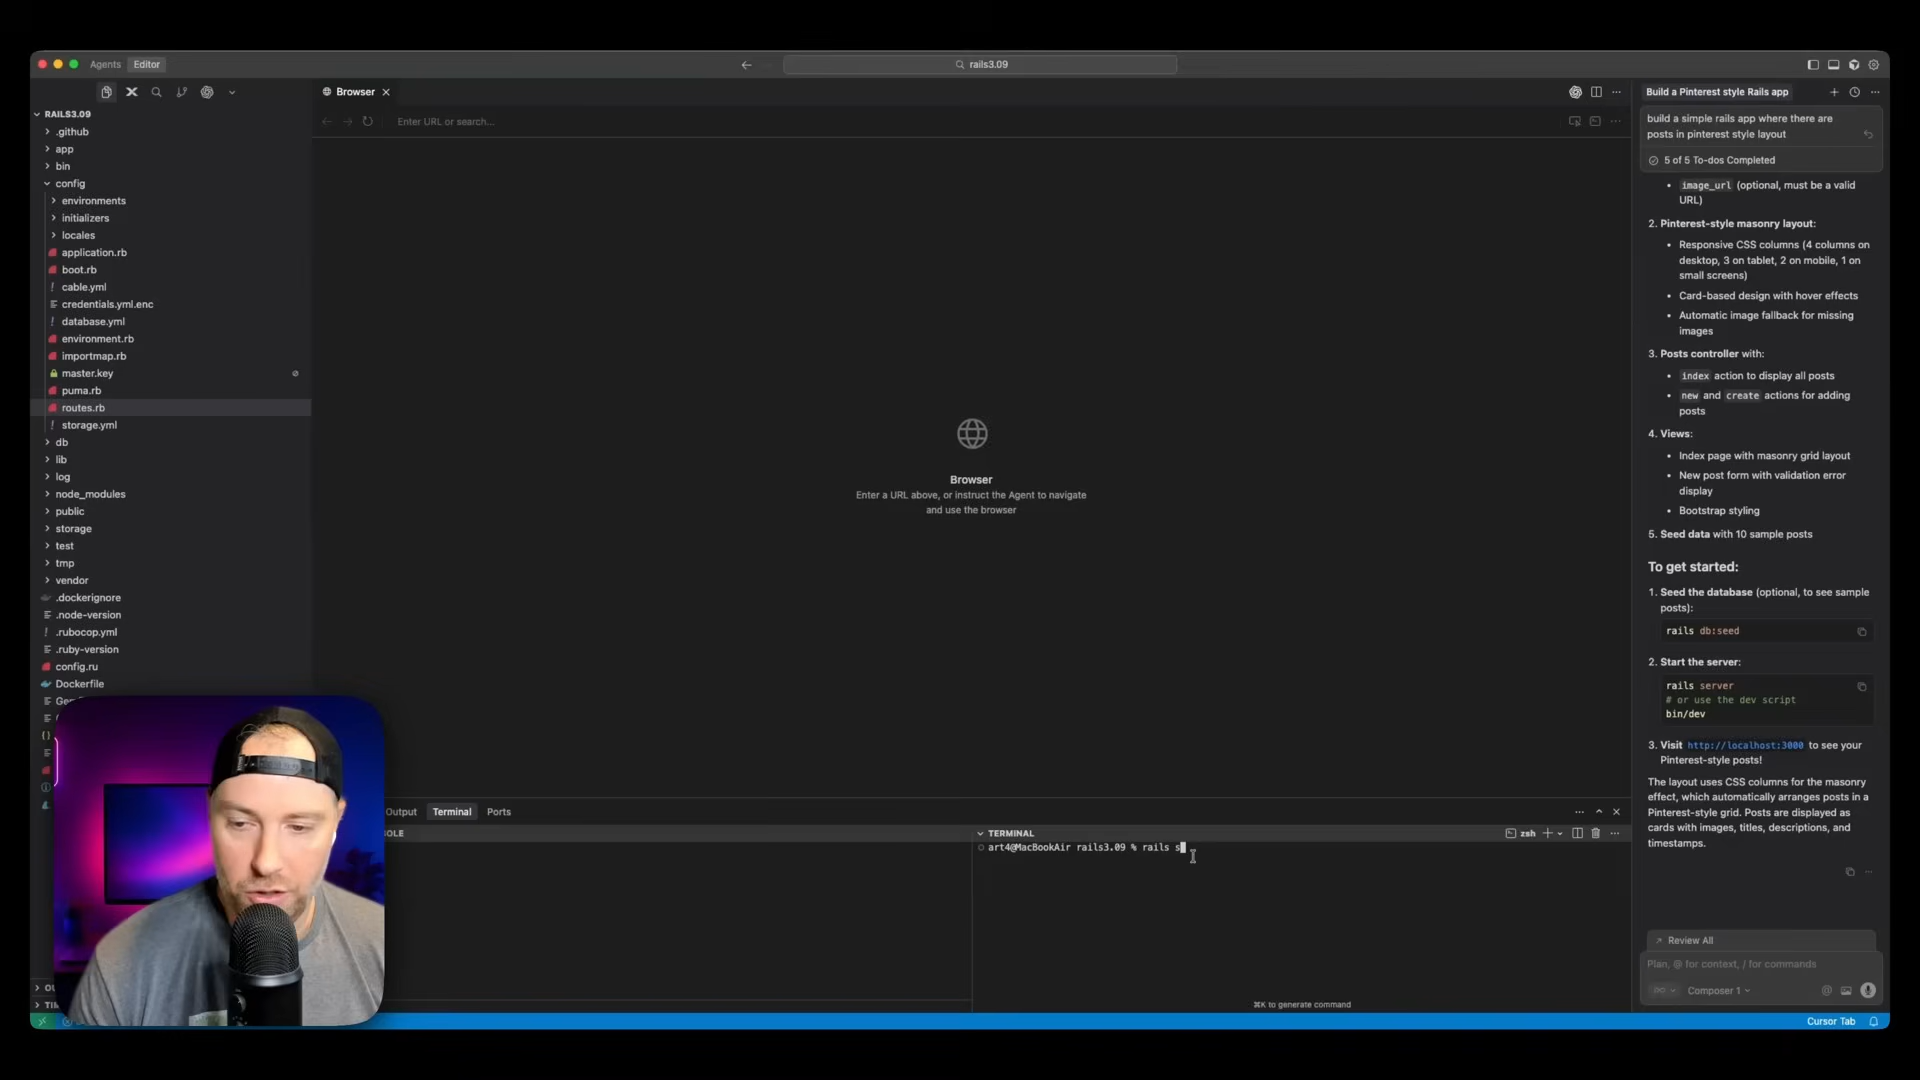 Agents Editor
rails3.09
Browser
Build a Pinterest style Rails app
RAILS3.09
.github
app
bin
config
environments
initializers
locales
application.rb
boot.rb
cable.yml
credentials.yml.enc
database.yml
environment.rb
importmap.rb
master.key
puma.rb
routes.rb
storage.yml
db
lib
log
node_modules
public
storage
test
tmp
vendor
.dockerignore
.node-version
.rubocop.yml
.ruby-version
config.ru
Dockerfile
Enter URL or search...
Browser
Enter a URL above, or instruct the Agent to navigate
and use the browser
Output Terminal Ports
TERMINAL
zsh
art4@MacBookAir rails3.09 % rails s
⌘K to generate command
build a simple rails app where there are
posts in pinterest style layout
5 of 5 To-dos Completed
• image_url (optional, must be a valid
URL)
2. Pinterest-style masonry layout:
• Responsive CSS columns (4 columns on
desktop, 3 on tablet, 2 on mobile, 1 on
small screens)
• Card-based design with hover effects
• Automatic image fallback for missing
images
3. Posts controller with:
• index action to display all posts
• new and create actions for adding
posts
4. Views:
• Index page with masonry grid layout
• New post form with validation error
display
• Bootstrap styling
5. Seed data with 10 sample posts
To get started:
1. Seed the database (optional, to see sample
posts):
rails db:seed
2. Start the server:
rails server
# or use the dev script
bin/dev
3. Visit http://localhost:3000 to see your
Pinterest-style posts!
The layout uses CSS columns for the masonry
effect, which automatically arranges posts in a
Pinterest-style grid. Posts are displayed as
cards with images, titles, descriptions, and
timestamps.
Review All
Plan, @ for context, / for commands
Composer 1
Cursor Tab